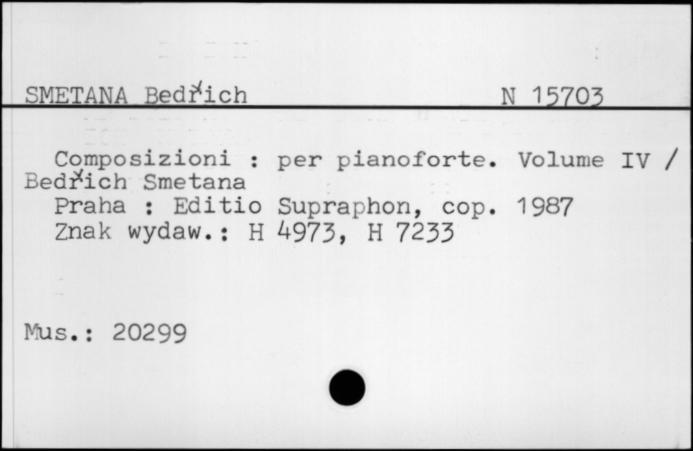 SMETANA Bedřich N 15703
Composizioni : per pianoforte. Volume IV /
Bedřich Smetana
Praha : Editio Supraphon, cop. 1987
Znak wydaw.: H 4973, H 7233
Mus.: 20299